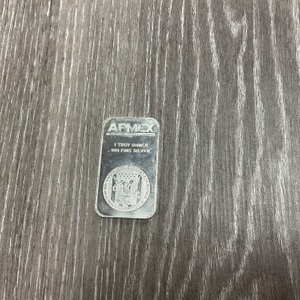 APMEX
.999 FINE SILVER
1 TROY OUNCE